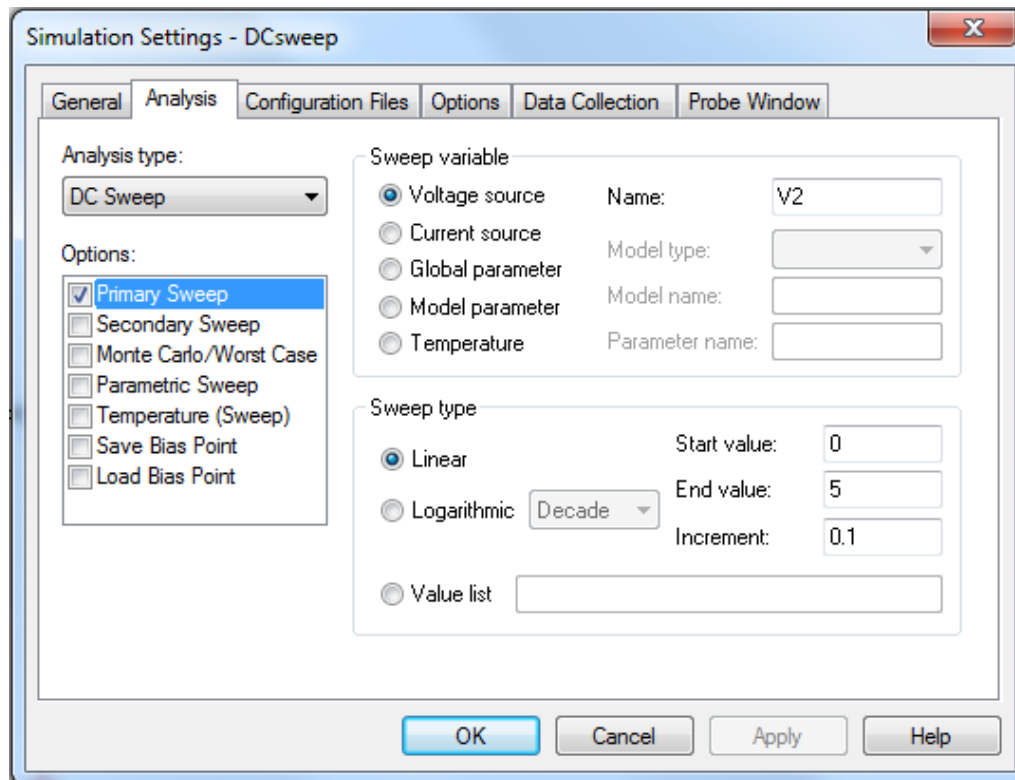 Simulation Settings - DCsweep
X
General Analysis Configuration Files Options Data Collection Probe Window
Analysis type:
DC Sweep
Options:
Primary Sweep
Secondary Sweep
Monte Carlo/Worst Case
Parametric Sweep
Temperature (Sweep)
Save Bias Point
Load Bias Point
Sweep variable
Voltage source
Current source
Global parameter
Model parameter
Temperature
Name: V2
Model type:
Model name:
Parameter name:
Sweep type
Linear
Logarithmic Decade
Value list
Start value: 0
End value: 5
Increment: 0.1
OK Cancel Apply Help